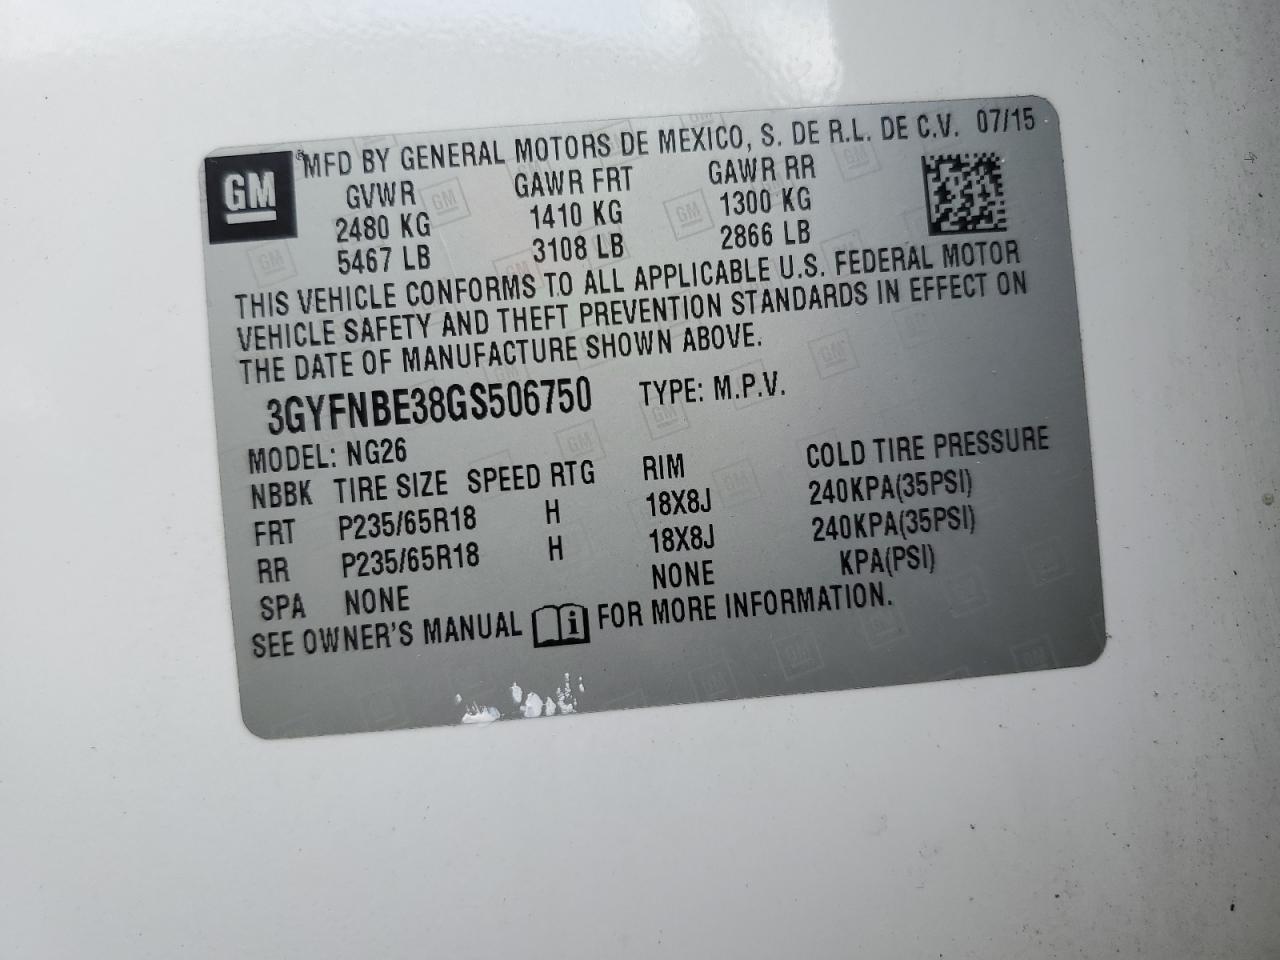 GM ® MFD BY GENERAL MOTORS DE MEXICO, S. DE R.L. DE C.V. 07/15
GVWR GAWR FRT GAWR RR
2480 KG 1410 KG 1300 KG
5467 LB 3108 LB 2866 LB
THIS VEHICLE CONFORMS TO ALL APPLICABLE U.S. FEDERAL MOTOR
VEHICLE SAFETY AND THEFT PREVENTION STANDARDS IN EFFECT ON
THE DATE OF MANUFACTURE SHOWN ABOVE.
3GYFNBE38GS506750 TYPE: M.P.V.
MODEL: NG26
NBBK TIRE SIZE SPEED RTG RIM COLD TIRE PRESSURE
FRT P235/65R18 H 18X8J 240KPA(35PSI)
RR P235/65R18 H 18X8J 240KPA(35PSI)
SPA NONE NONE KPA(PSI)
SEE OWNER'S MANUAL i FOR MORE INFORMATION.